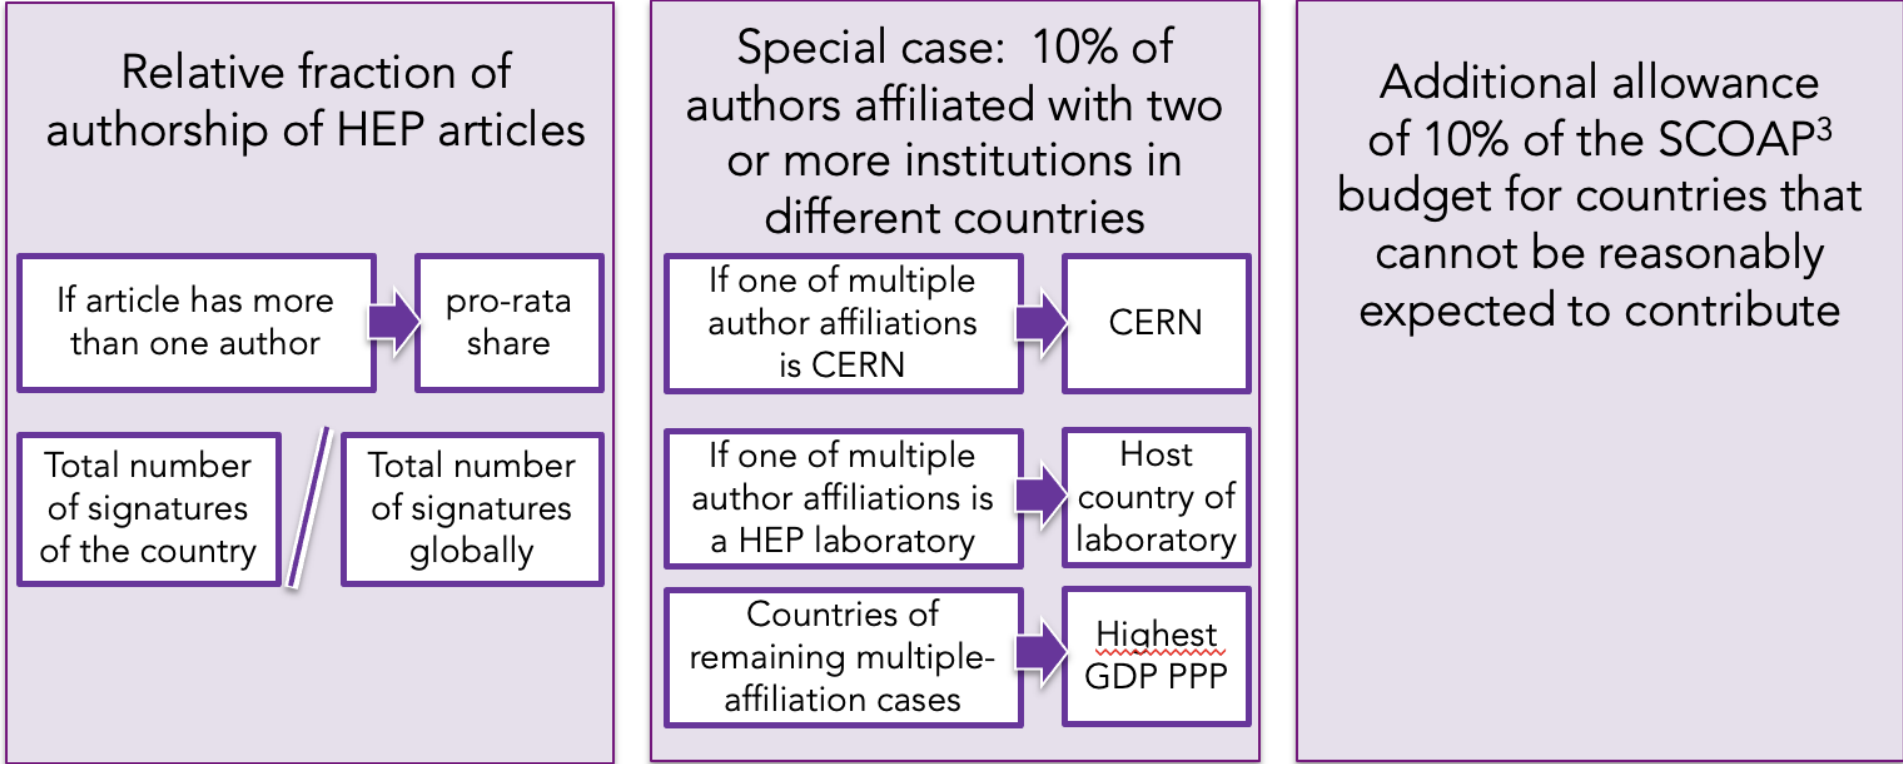 Relative fraction of
authorship of HEP articles
If article has more
than one author
pro-rata
share
Total number
of signatures
of the country
Total number
of signatures
globally
Special case:  10% of
authors affiliated with two
or more institutions in
different countries
If one of multiple
author affiliations
is CERN
CERN
If one of multiple
author affiliations is
a HEP laboratory
Host
country of
laboratory
Countries of
remaining multiple-
affiliation cases
Highest
GDP PPP
Additional allowance
of 10% of the SCOAP³
budget for countries that
cannot be reasonably
expected to contribute